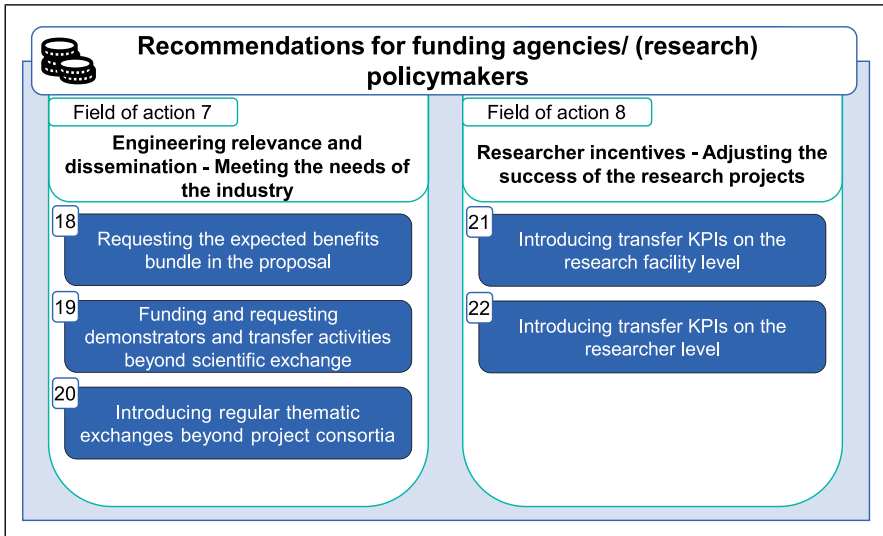 Recommendations for funding agencies/ (research)
policymakers
Field of action 7
Engineering relevance and
dissemination - Meeting the needs of
the industry
18
Requesting the expected benefits
bundle in the proposal
19
Funding and requesting
demonstrators and transfer activities
beyond scientific exchange
20
Introducing regular thematic
exchanges beyond project consortia
Field of action 8
Researcher incentives - Adjusting the
success of the research projects
21
Introducing transfer KPIs on the
research facility level
22
Introducing transfer KPIs on the
researcher level